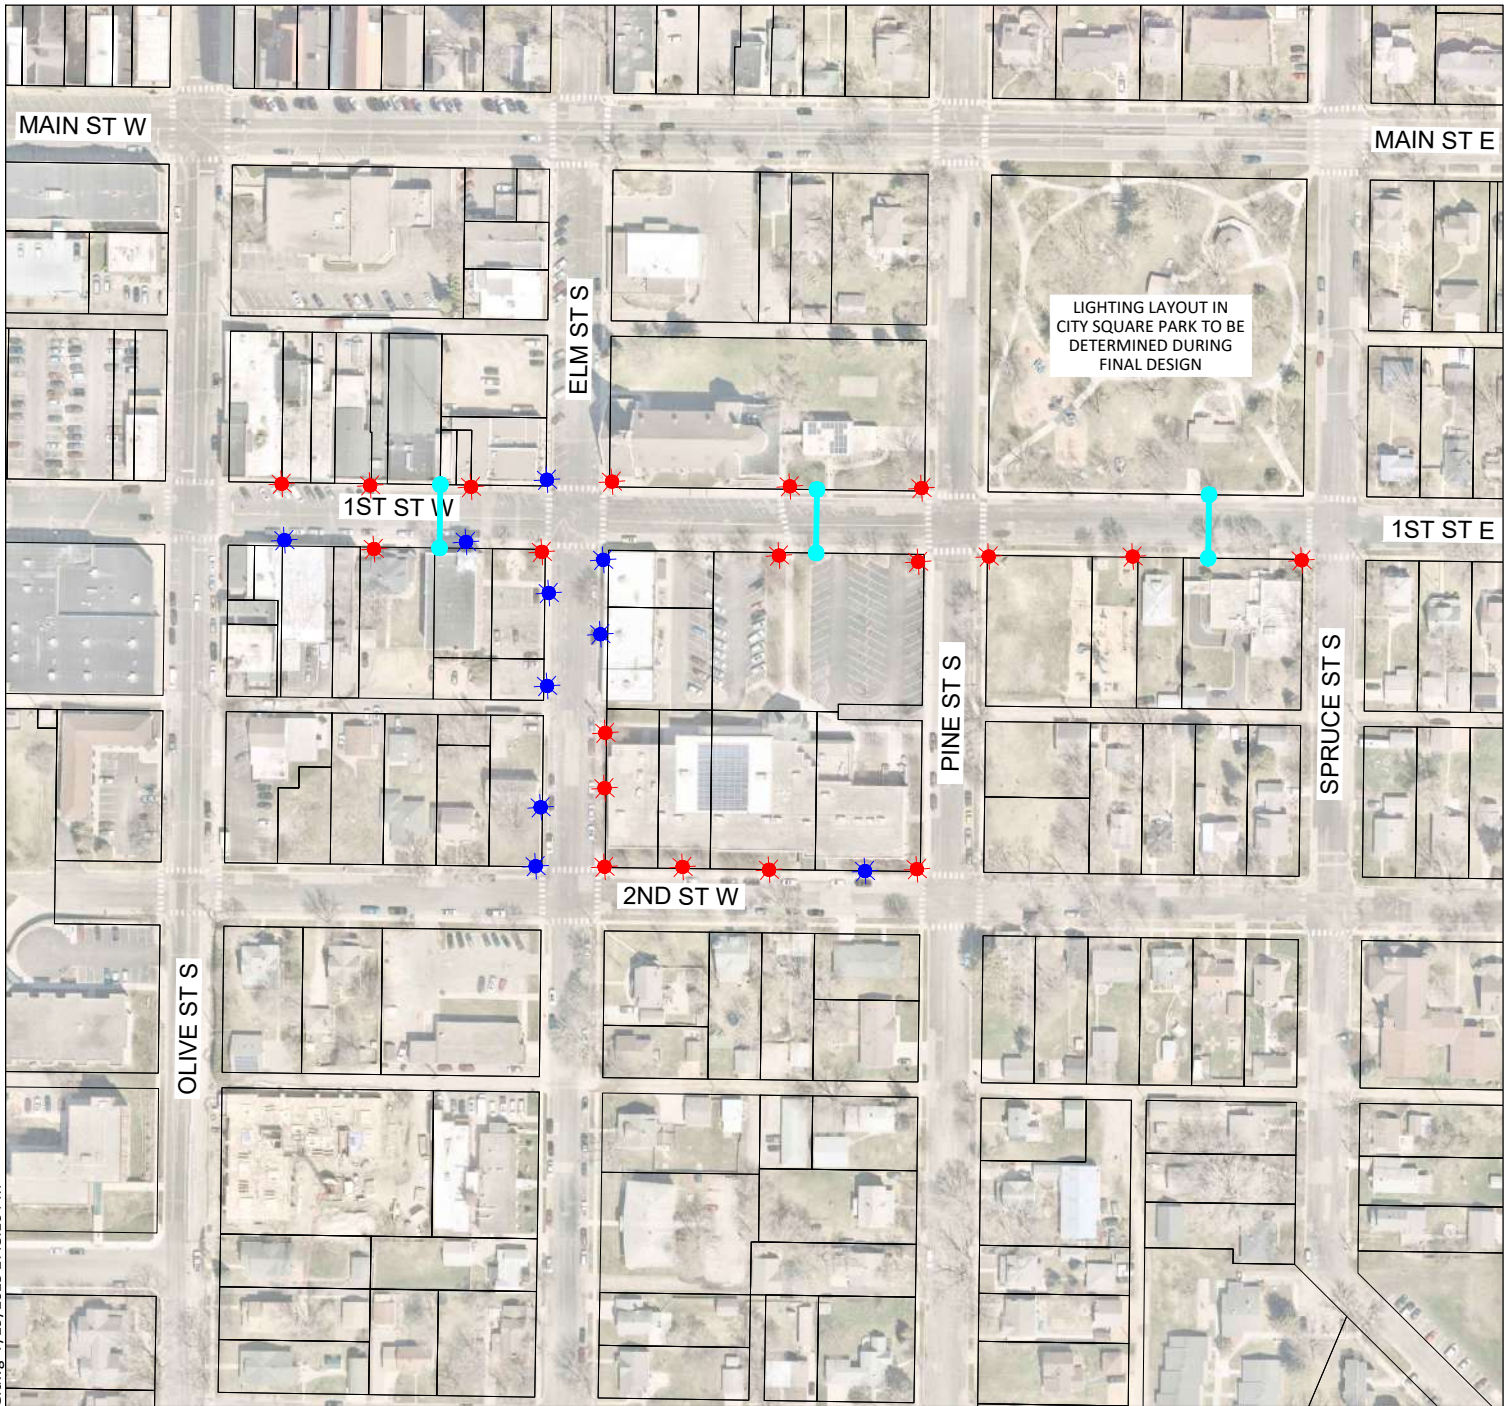 MAIN ST W
MAIN ST E
LIGHTING LAYOUT IN
CITY SQUARE PARK TO BE
DETERMINED DURING
FINAL DESIGN
ELM ST S
1ST ST W
1ST ST E
PINE ST S
SPRUCE ST S
2ND ST W
OLIVE ST S